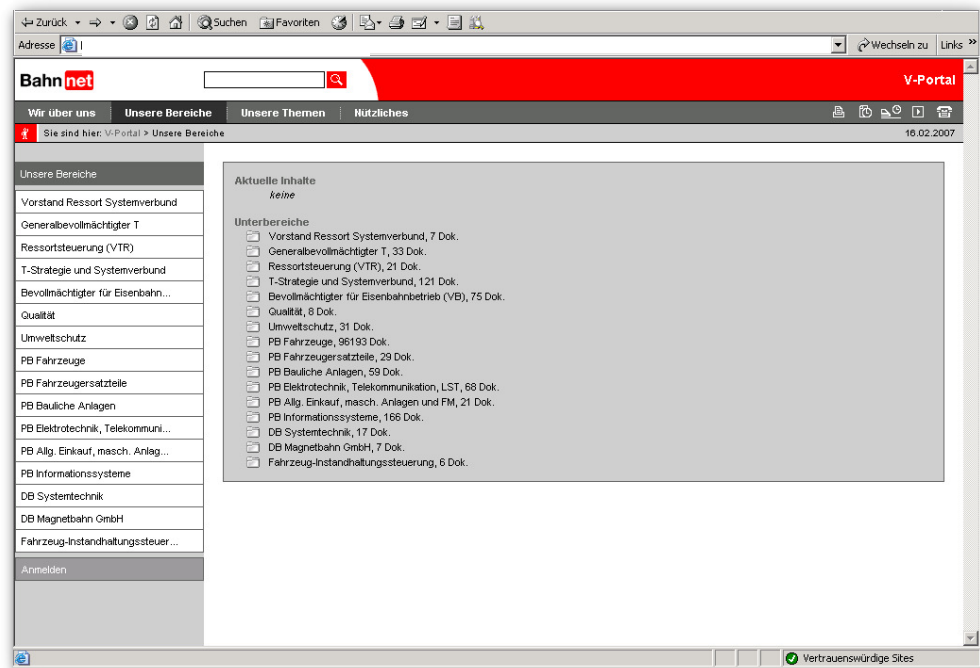 Zurück Suchen Favoriten
Adresse Wechseln zu Links »
Bahn net V-Portal
Wir über uns Unsere Bereiche Unsere Themen Nützliches
Sie sind hier: V-Portal > Unsere Bereiche 16.02.2007
Unsere Bereiche
Vorstand Ressort Systemverbund
Generalbevollmächtigter T
Ressortsteuerung (VTR)
T-Strategie und Systemverbund
Bevollmächtigter für Eisenbahn...
Qualität
Umweltschutz
PB Fahrzeuge
PB Fahrzeugersatzteile
PB Bauliche Anlagen
PB Elektrotechnik, Telekommuni...
PB Allg. Einkauf, masch. Anlag...
PB Informationssysteme
DB Systemtechnik
DB Magnetbahn GmbH
Fahrzeug-Instandhaltungssteuer...
Anmelden
Aktuelle Inhalte
keine
Unterbereiche
Vorstand Ressort Systemverbund, 7 Dok.
Generalbevollmächtigter T, 33 Dok.
Ressortsteuerung (VTR), 21 Dok.
T-Strategie und Systemverbund, 121 Dok.
Bevollmächtigter für Eisenbahnbetrieb (VB), 75 Dok.
Qualität, 8 Dok.
Umweltschutz, 31 Dok.
PB Fahrzeuge, 96193 Dok.
PB Fahrzeugersatzteile, 29 Dok.
PB Bauliche Anlagen, 59 Dok.
PB Elektrotechnik, Telekommunikation, LST, 68 Dok.
PB Allg. Einkauf, masch. Anlagen und FM, 21 Dok.
PB Informationssysteme, 166 Dok.
DB Systemtechnik, 17 Dok.
DB Magnetbahn GmbH, 7 Dok.
Fahrzeug-Instandhaltungssteuerung, 6 Dok.
Vertrauenswürdige Sites